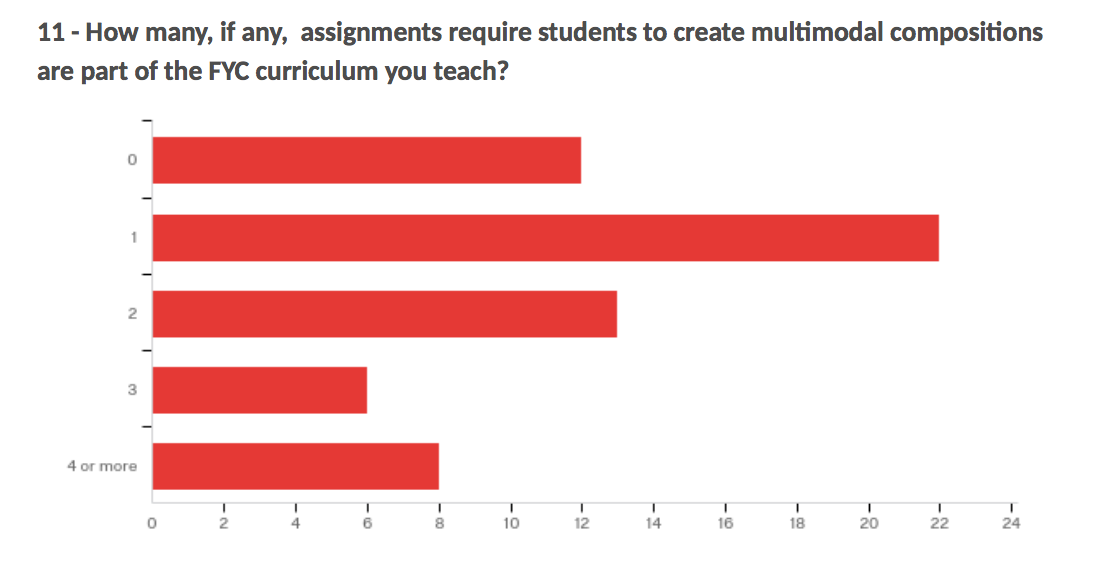 11 - How many, if any,  assignments require students to create multimodal compositions
are part of the FYC curriculum you teach?
0
1
2
3
4 or more
0 2 4 6 8 10 12 14 16 18 20 22 24